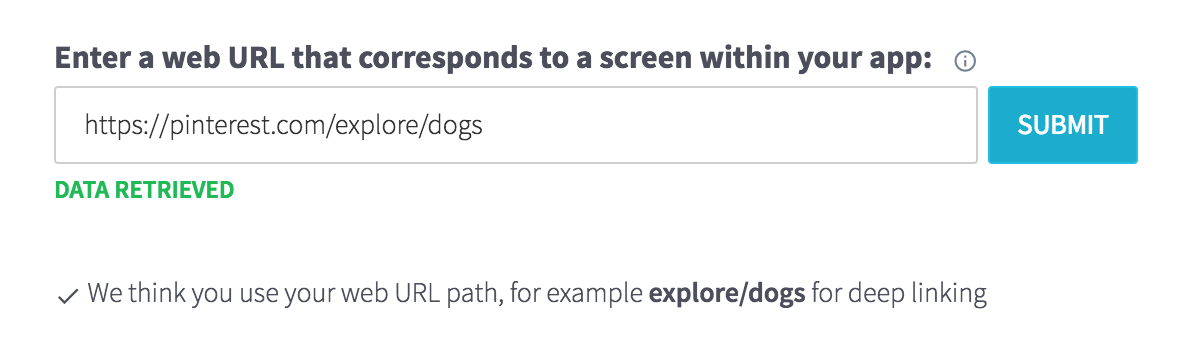 Enter a web URL that corresponds to a screen within your app:
https://pinterest.com/explore/dogs
SUBMIT
DATA RETRIEVED
We think you use your web URL path, for example explore/dogs for deep linking